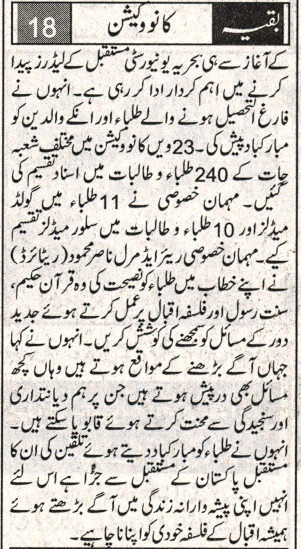 بقیہ کانووکیشن 18
کے آغاز سے ہی بحریہ یونیورسٹی مستقبل کے لیڈرز پیدا
کرنے میں اہم کردار ادا کر رہی ہے۔ انہوں نے
فارغ التحصیل ہونے والے طلباء اور انکے والدین کو
مبارکباد پیش کی۔ 23 ویں کانووکیشن میں مختلف شعبہ
جات کے 240 طلباء و طالبات میں اسناد تقسیم کی
گئیں۔ مہمان خصوصی نے 11 طلباء میں گولڈ
میڈلز اور 10 طلباء و طالبات میں سلور میڈلز تقسیم
کیے۔ مہمان خصوصی ریئر ایڈمرل ناصر محمود (ریٹائرڈ)
نے اپنے خطاب میں طلباء کو نصیحت کی وہ قرآن حکیم،
سنت رسول اور فلسفہ اقبال پر عمل کرتے ہوئے جدید
دور کے مسائل کو سمجھنے کی کوشش کریں۔ انہوں نے کہا
جہاں آگے بڑھنے کے مواقع ہوتے ہیں وہاں کچھ
مسائل بھی درپیش ہوتے ہیں جن پر ہم دیانتداری
اور سنجیدگی سے محنت کرتے ہوئے قابو پا سکتے ہیں۔
انہوں نے طلباء کو مبارکباد دیتے ہوئے تلقین کی ان کا
مستقبل پاکستان کے مستقبل سے جڑا ہے اس لئے
انہیں اپنی پیشہ وارانہ زندگی میں آگے بڑھتے ہوئے
ہمیشہ اقبال کے فلسفہ خودی کو اپنانا چاہیے۔